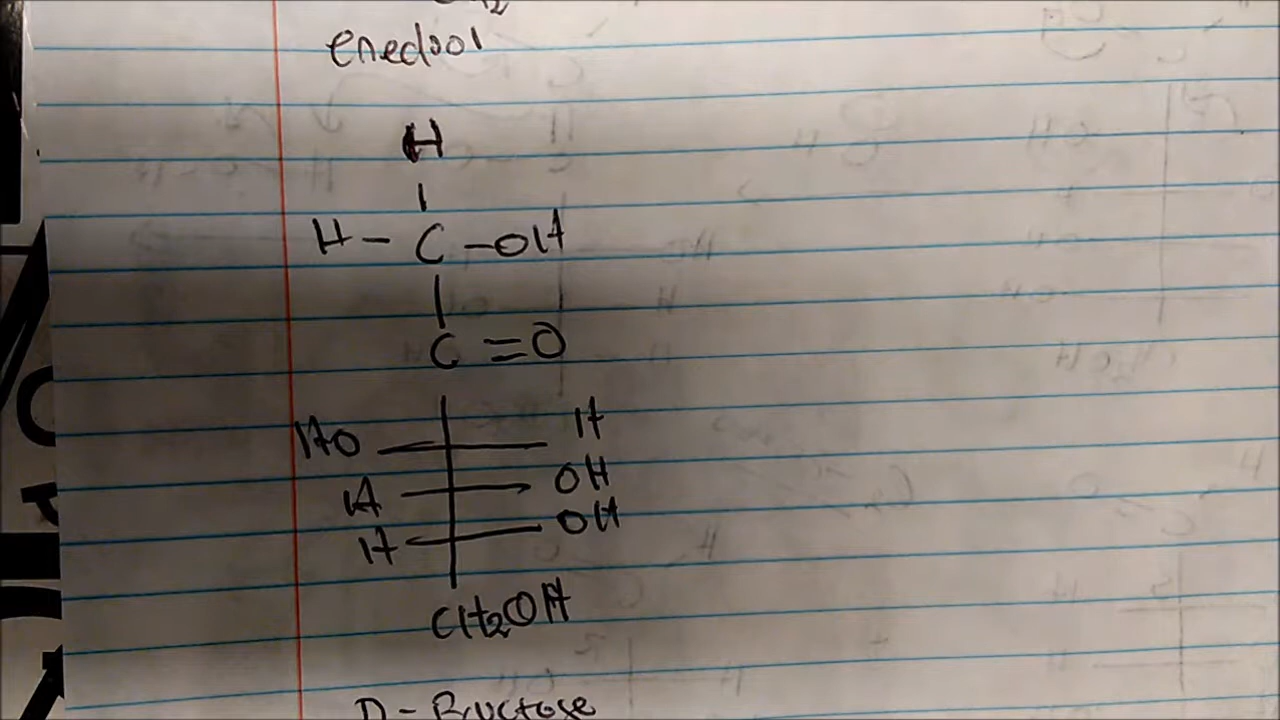 enediol
H
H - C - OH
C = O
HO H
H OH
H OH
CH₂OH
D - Fructose